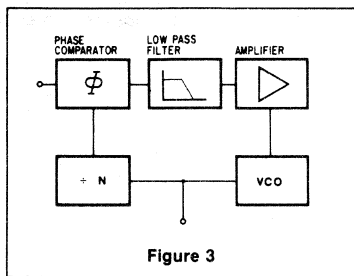 PHASE COMPARATOR
LOW PASS FILTER
AMPLIFIER
Φ
÷ N
VCO
Figure 3